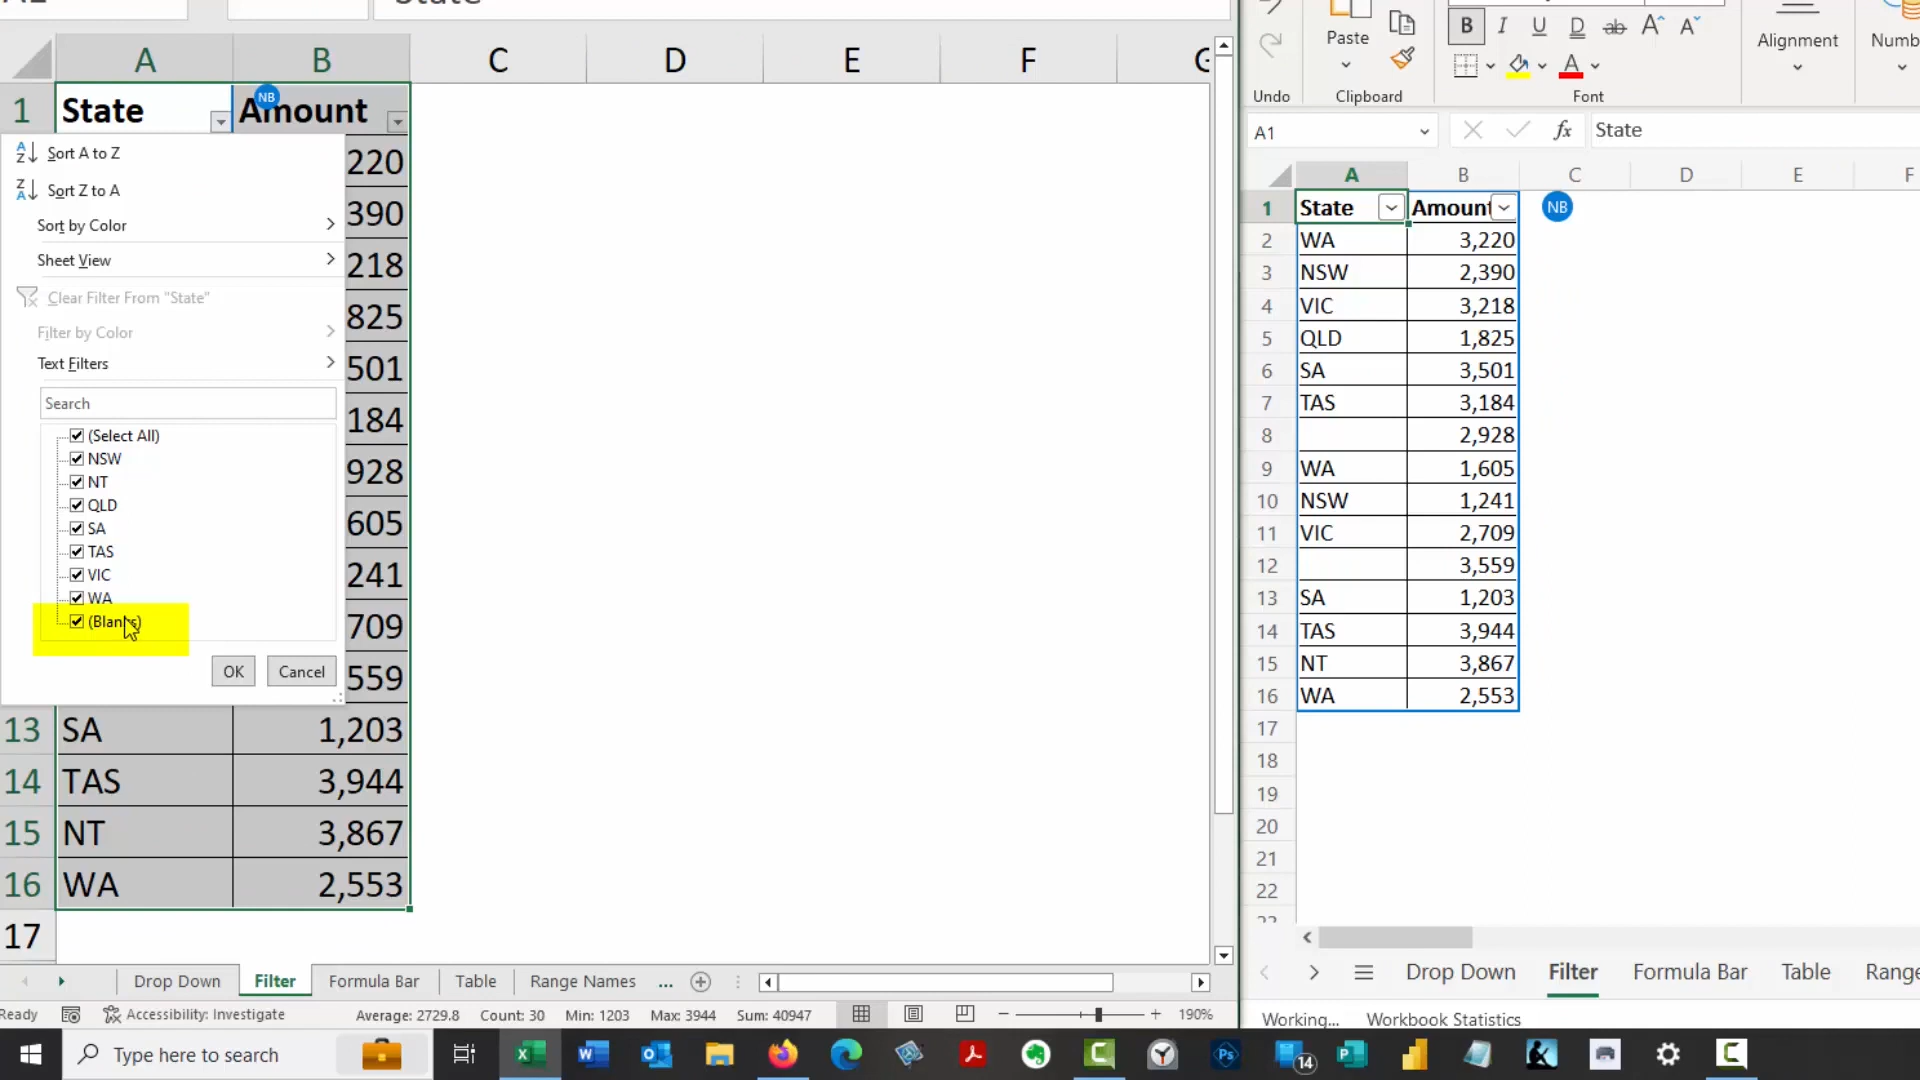 State
A B C D E F G
1 State Amount
NB
Sort A to Z
Sort Z to A
Sort by Color
Sheet View
Clear Filter From "State"
Filter by Color
Text Filters
Search
(Select All)
NSW
NT
QLD
SA
TAS
VIC
WA
(Blanks)
OK Cancel
220
390
218
825
501
184
928
605
241
709
559
13 SA 1,203
14 TAS 3,944
15 NT 3,867
16 WA 2,553
17
Drop Down Filter Formula Bar Table Range Names ...
Ready Accessibility: Investigate Average: 2729.8 Count: 30 Min: 1203 Max: 3944 Sum: 40947 190%
Undo
Paste
Clipboard
B I U D ab A A
A
Font
Alignment
Numb
A1 fx State
A B C D E F
1 State Amount
NB
2 WA 3,220
3 NSW 2,390
4 VIC 3,218
5 QLD 1,825
6 SA 3,501
7 TAS 3,184
8 2,928
9 WA 1,605
10 NSW 1,241
11 VIC 2,709
12 3,559
13 SA 1,203
14 TAS 3,944
15 NT 3,867
16 WA 2,553
17
18
19
20
21
22
Drop Down Filter Formula Bar Table Range
Working... Workbook Statistics
Type here to search
14